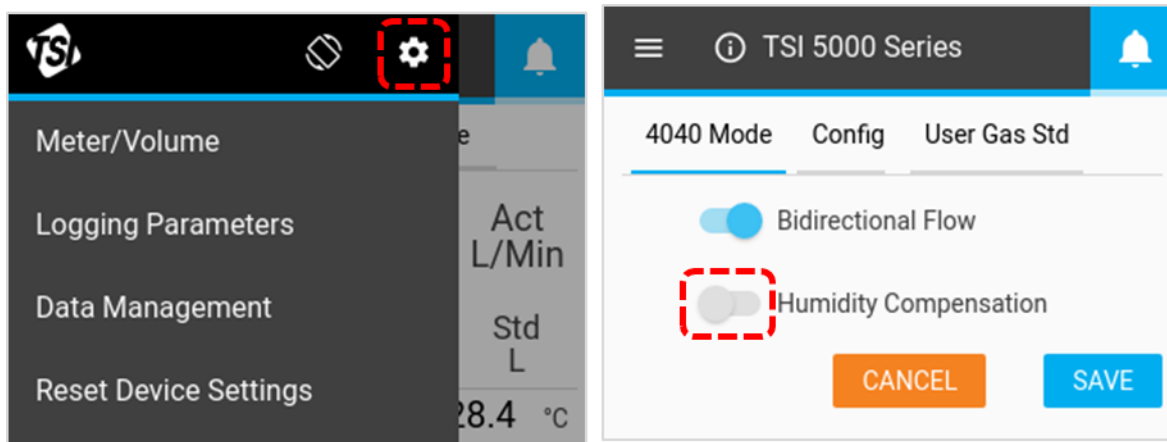 TSI
Meter/Volume
Logging Parameters
Data Management
Reset Device Settings
e
Act
L/Min
Std
L
28.4 °C
TSI 5000 Series
4040 Mode Config User Gas Std
Bidirectional Flow
Humidity Compensation
CANCEL SAVE